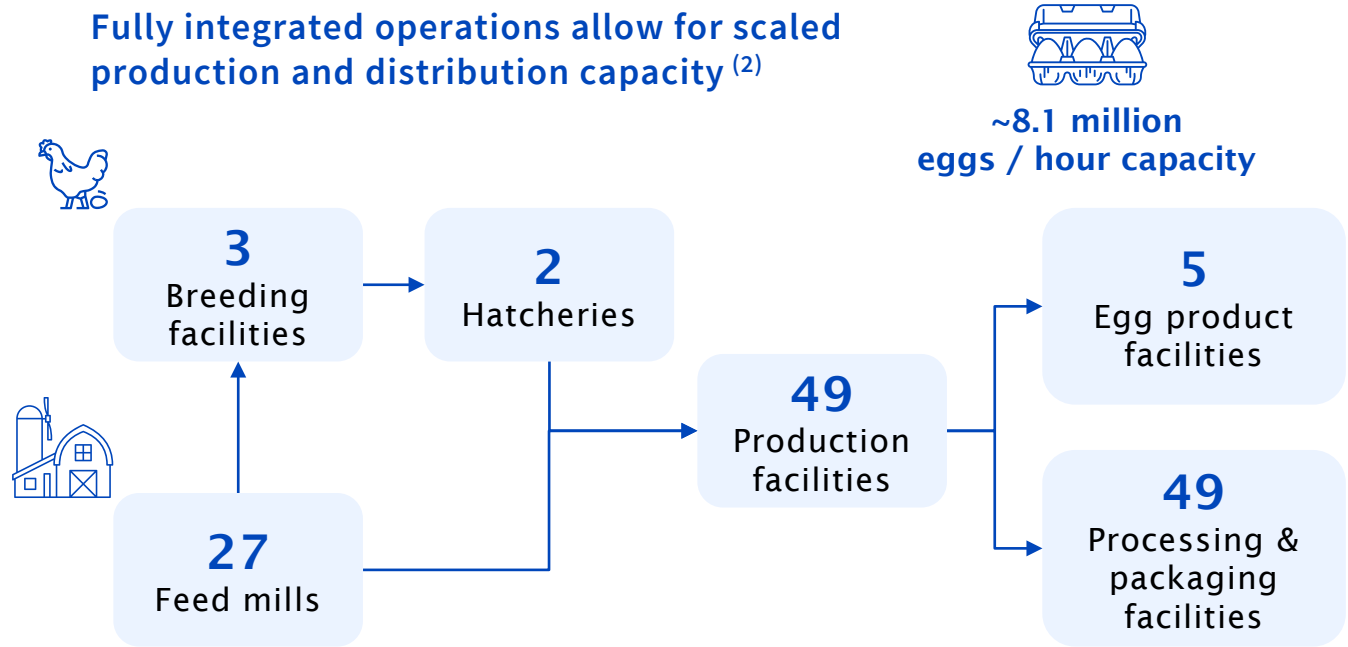 Fully integrated operations allow for scaled
production and distribution capacity (2)
~8.1 million
eggs / hour capacity
3
Breeding
facilities
2
Hatcheries
5
Egg product
facilities
49
Production
facilities
27
Feed mills
49
Processing &
packaging
facilities